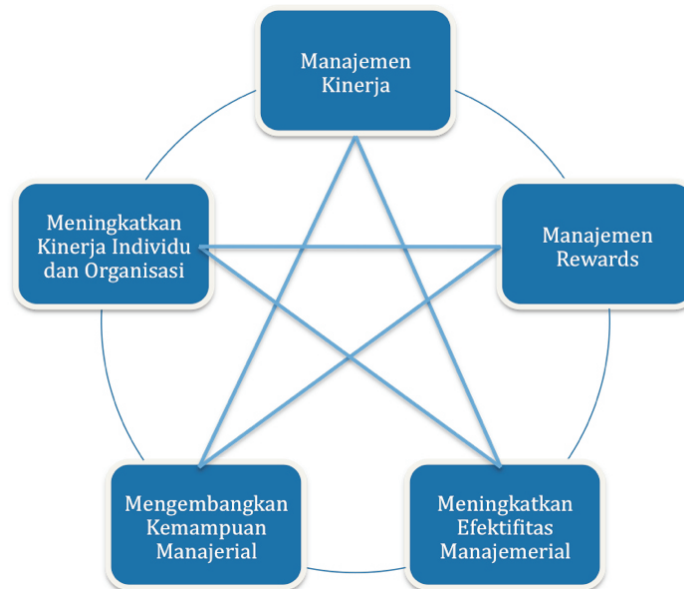 Manajemen
Kinerja
Meningkatkan
Kinerja Individu
dan Organisasi
Manajemen
Rewards
Mengembangkan
Kemampuan
Manajerial
Meningkatkan
Efektifitas
Manajemerial